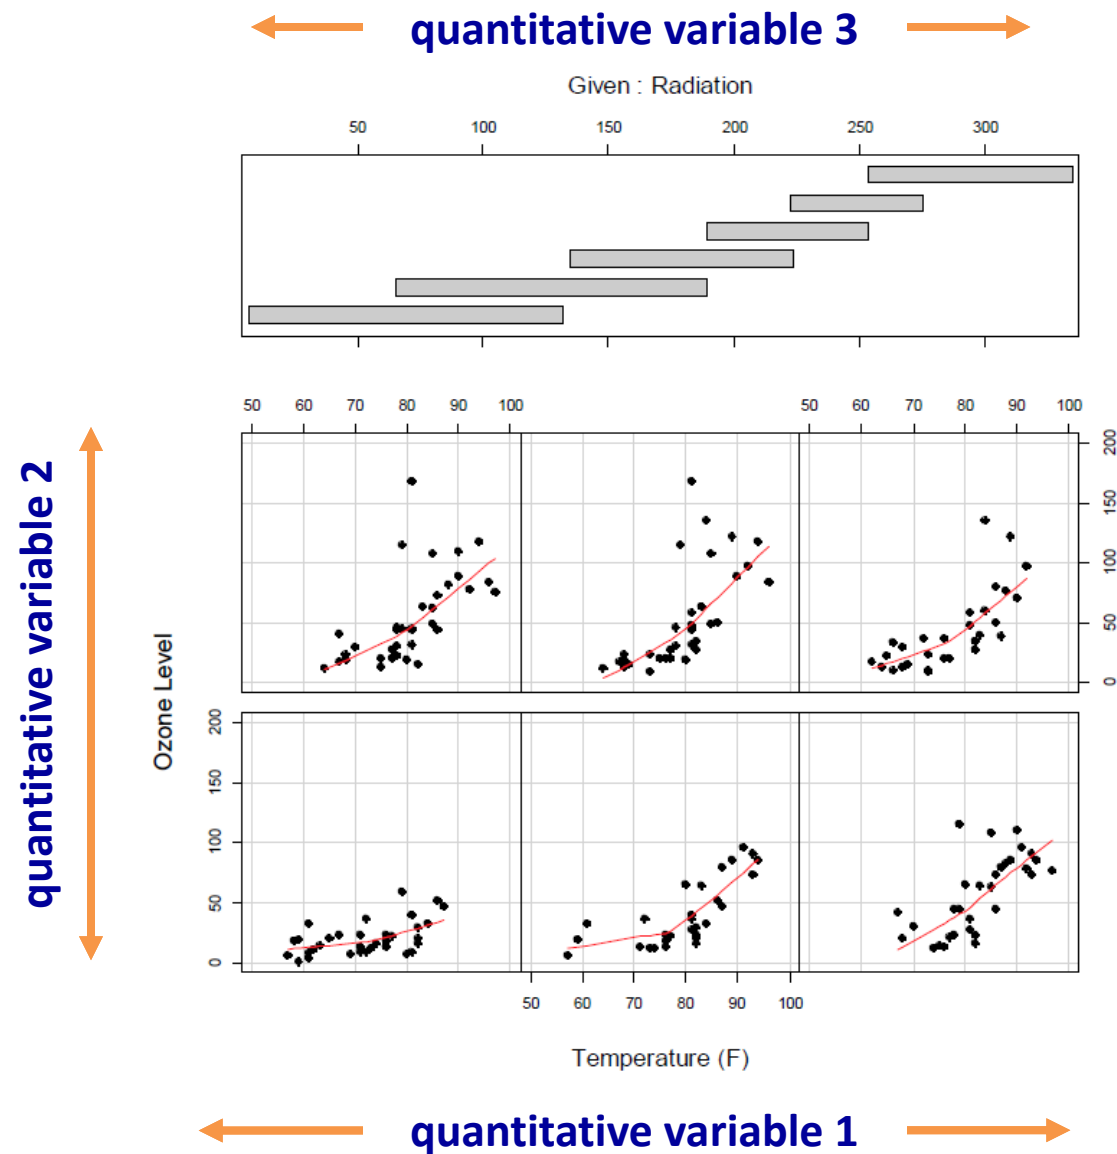 quantitative variable 3
Given : Radiation
50 100 150 200 250 300
50 60 70 80 90 100 50 60 70 80 90 100
quantitative variable 2
Ozone Level
200
150
100
50
0
200
150
100
50
0
50 60 70 80 90 100
Temperature (F)
quantitative variable 1